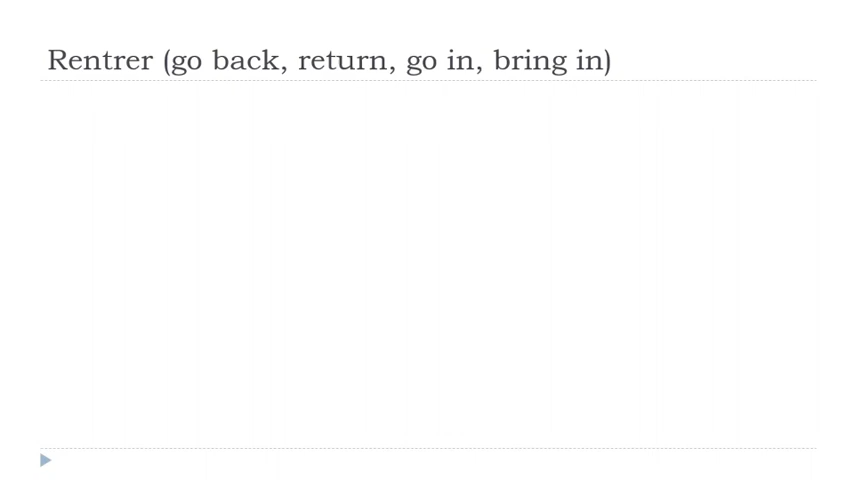 Rentrer (go back, return, go in, bring in)